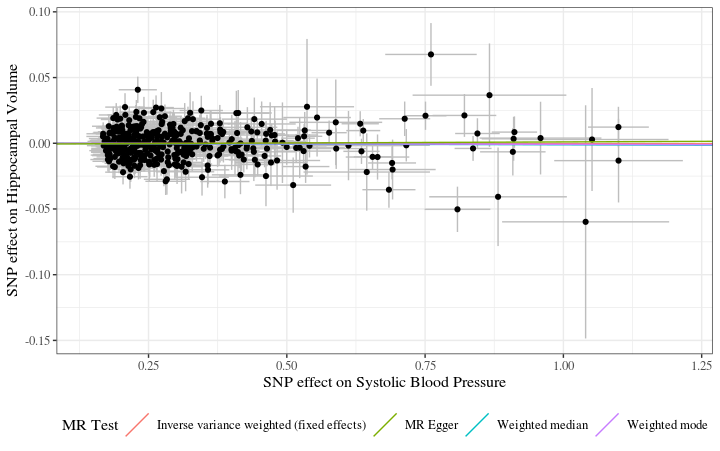 0.10
0.05
0.00
-0.05
-0.10
-0.15
SNP effect on Hippocampal Volume
0.25 0.50 0.75 1.00 1.25
SNP effect on Systolic Blood Pressure
MR Test Inverse variance weighted (fixed effects) MR Egger Weighted median Weighted mode